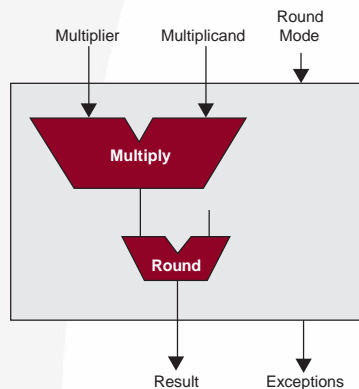 Multiplier
Multiplicand
Round
Mode
Multiply
Round
Result
Exceptions